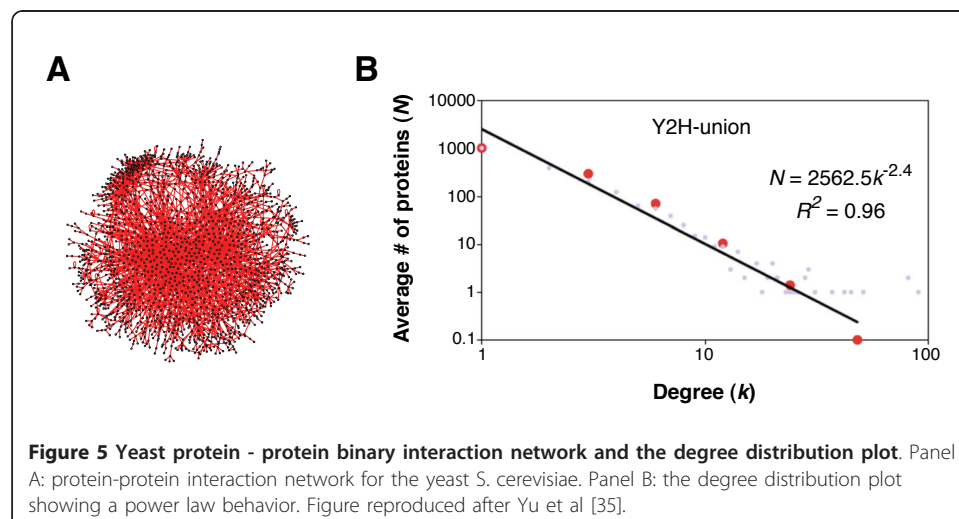 A
B
Average # of proteins (N)
10000
1000
100
10
1
0.1
Y2H-union
N = 2562.5k^-2.4
R^2 = 0.96
1
10
100
Degree (k)
Figure 5 Yeast protein - protein binary interaction network and the degree distribution plot. Panel
A: protein-protein interaction network for the yeast S. cerevisiae. Panel B: the degree distribution plot
showing a power law behavior. Figure reproduced after Yu et al [35].